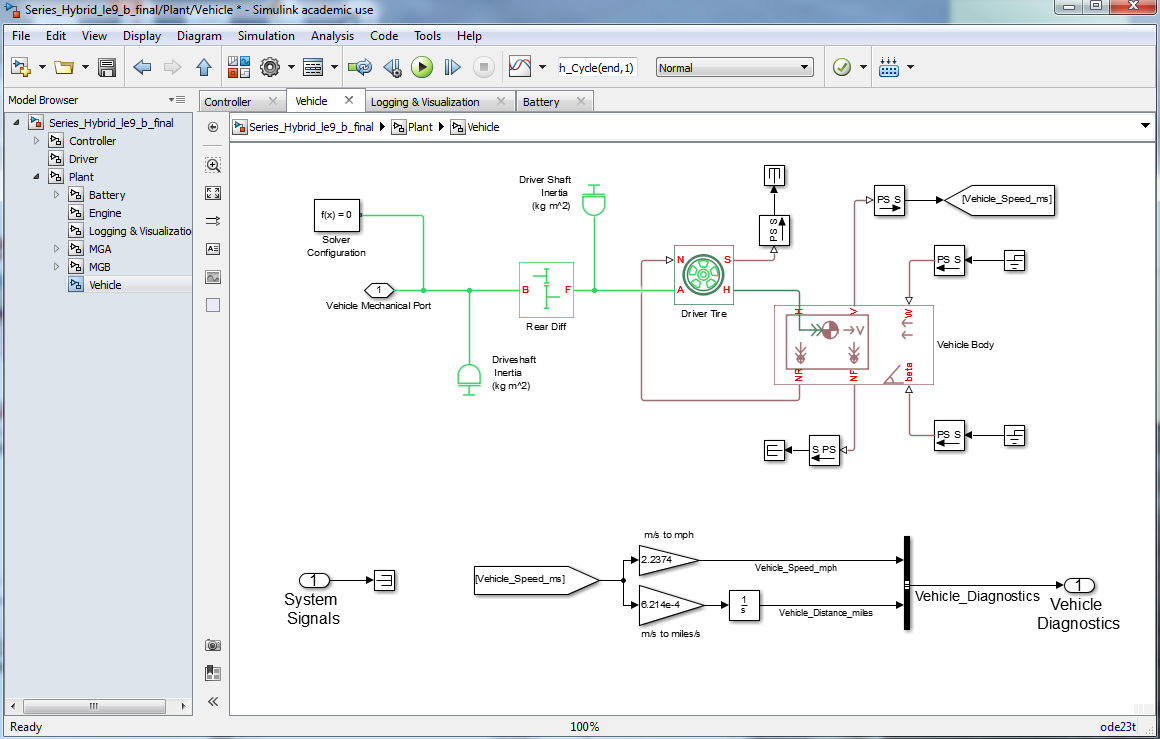 Series_Hybrid_le9_b_final/Plant/Vehicle * - Simulink academic use
File Edit View Display Diagram Simulation Analysis Code Tools Help
h_Cycle(end,1) Normal
Model Browser
Controller Vehicle Logging & Visualization Battery
Series_Hybrid_le9_b_final
Controller
Driver
Plant
Battery
Engine
Logging & Visualizatio
MGA
MGB
Vehicle
Series_Hybrid_le9_b_final Plant Vehicle
f(x) = 0
Solver
Configuration
1
Vehicle Mechanical Port
Driver Shaft
Inertia
(kg m^2)
B F
Rear Diff
Driveshaft
Inertia
(kg m^2)
N S
A H
Driver Tire
PS S
PS S
[Vehicle_Speed_ms]
PS S
H V W
V
NR NF beta
Vehicle Body
PS S
S PS
1
System
Signals
[Vehicle_Speed_ms]
m/s to mph
2.2374
Vehicle_Speed_mph
6.214e-4
m/s to miles/s
1
s
Vehicle_Distance_miles
Vehicle_Diagnostics
1
Vehicle
Diagnostics
Ready 100% ode23t